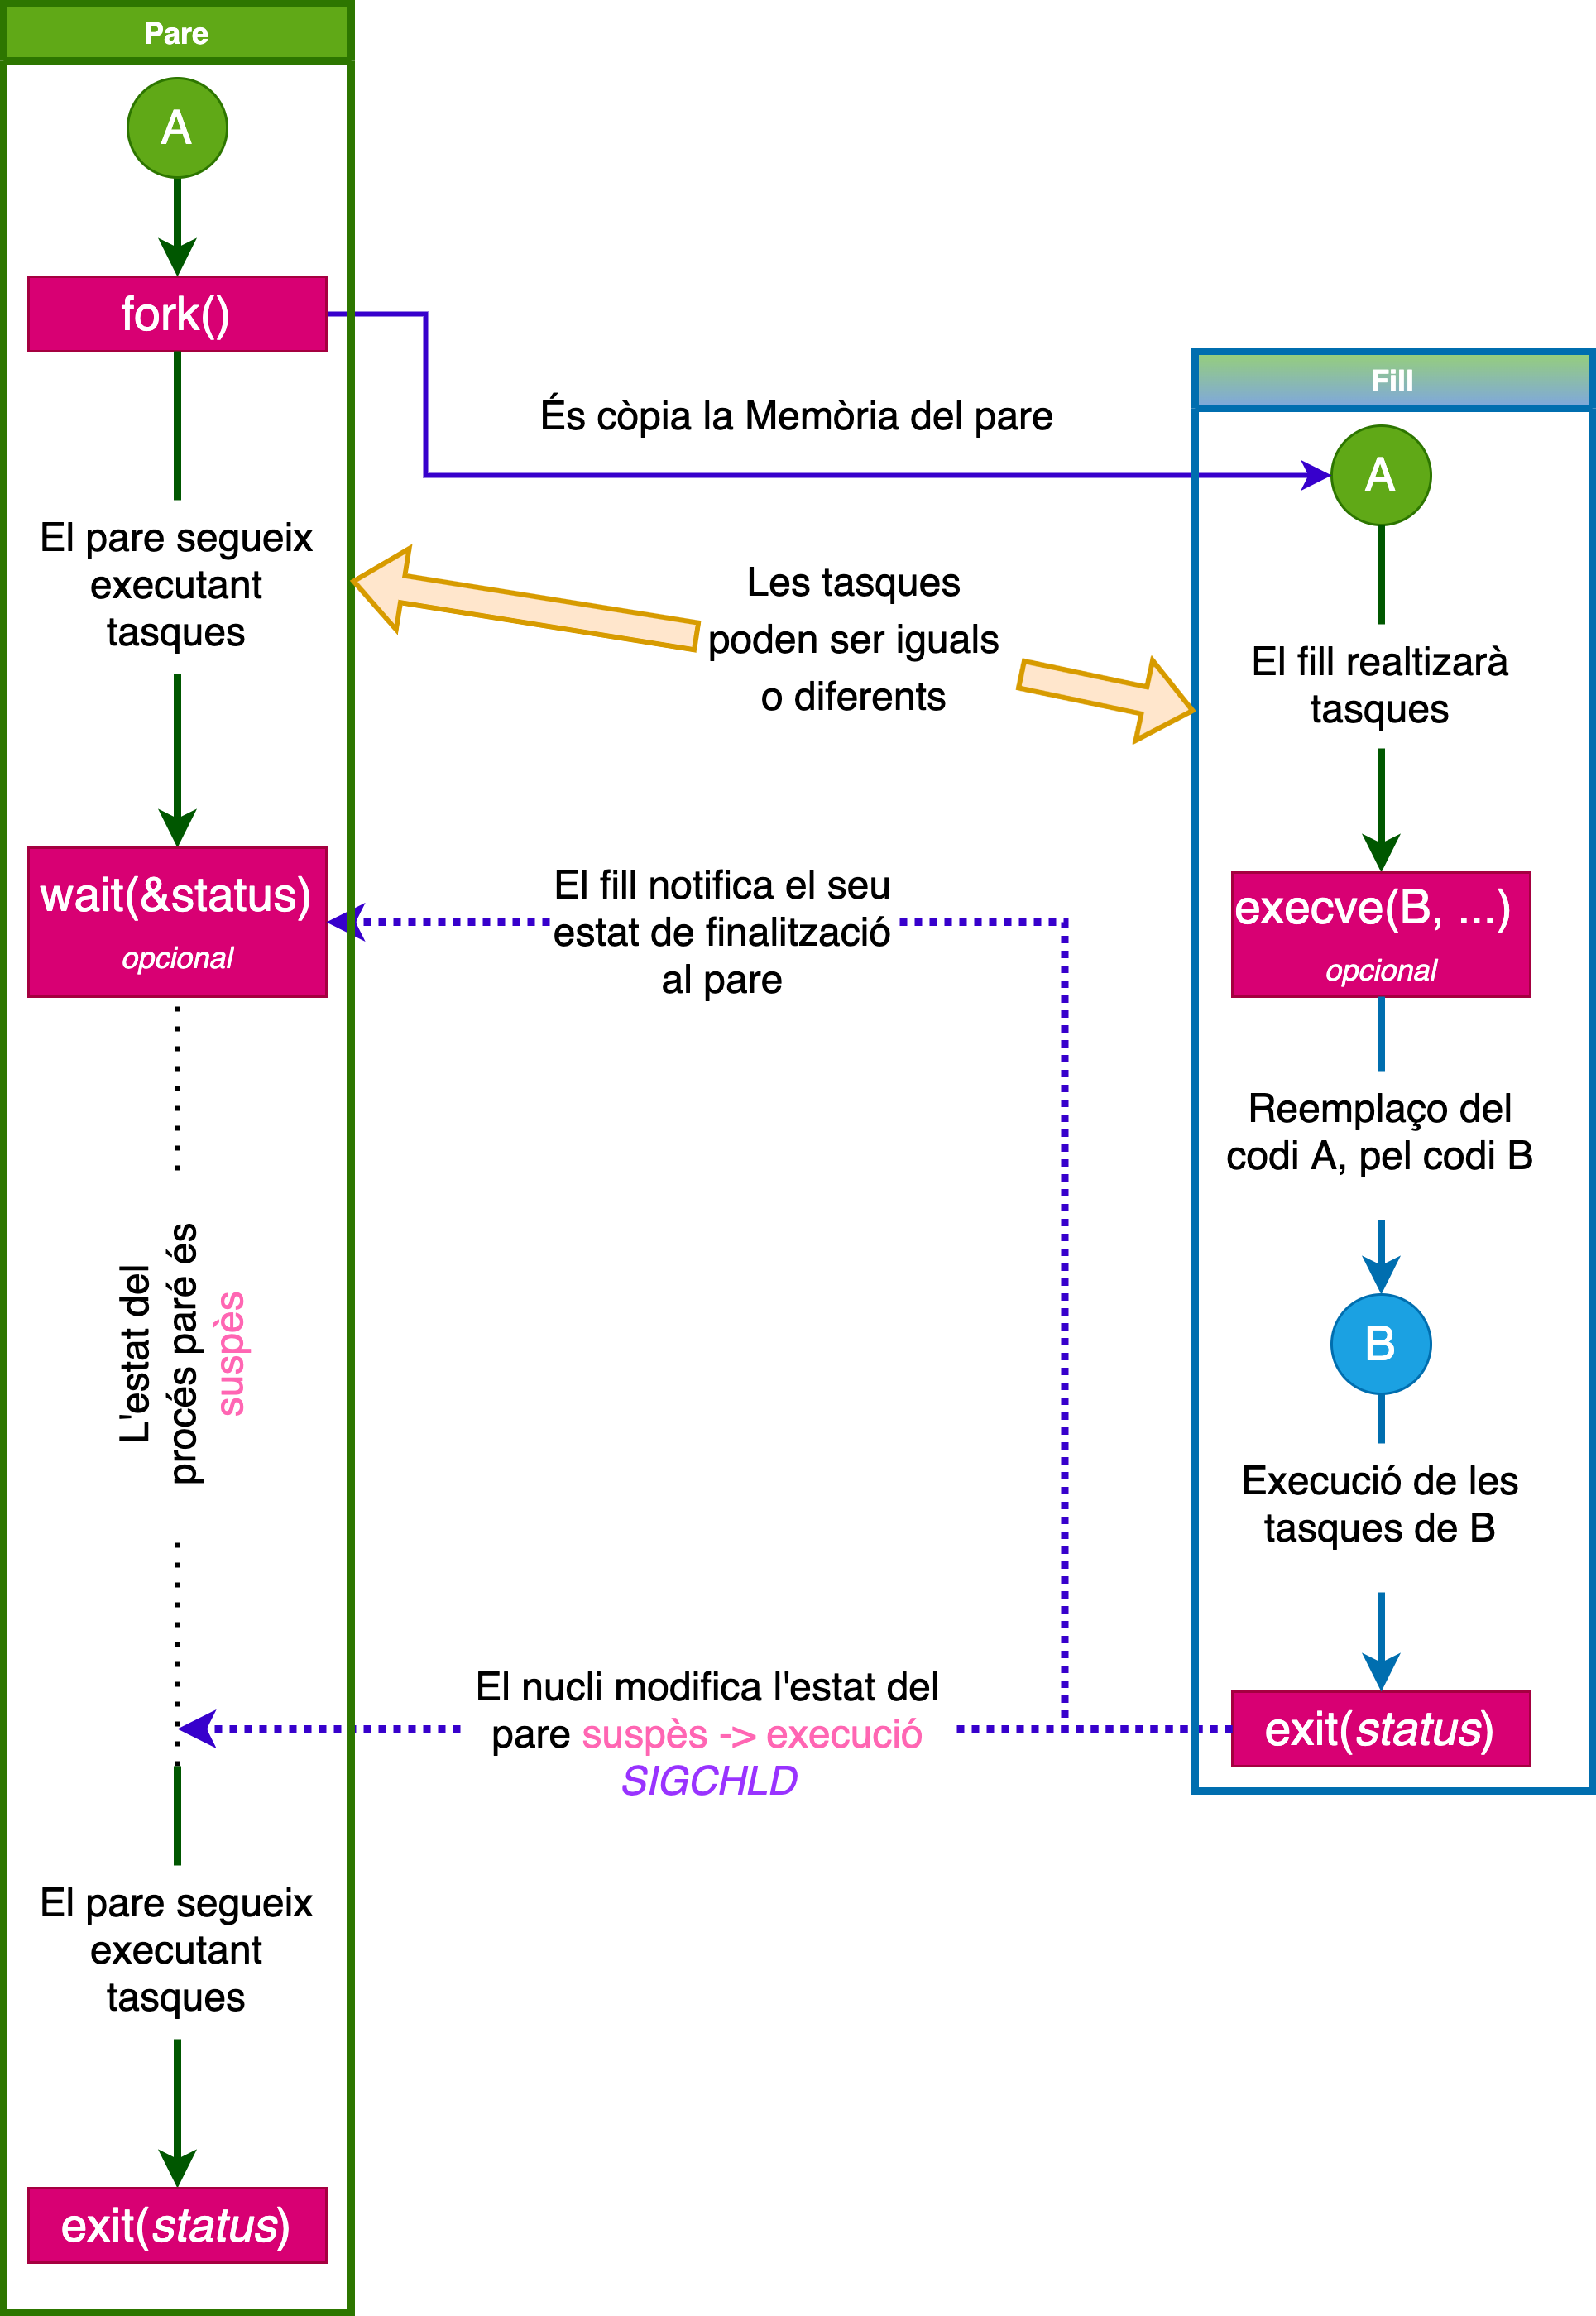 Pare
A
fork()
És còpia la Memòria del pare
Fill
A
El pare segueix
executant
tasques
Les tasques
poden ser iguals
o diferents
El fill realtizarà
tasques
wait(&status)
opcional
El fill notifica el seu
estat de finalització
al pare
execve(B, ...)
opcional
Reemplaço del
codi A, pel codi B
L'estat del
procés paré és
suspès
B
Execució de les
tasques de B
El nucli modifica l'estat del
pare suspès -> execució
SIGCHLD
exit(status)
El pare segueix
executant
tasques
exit(status)